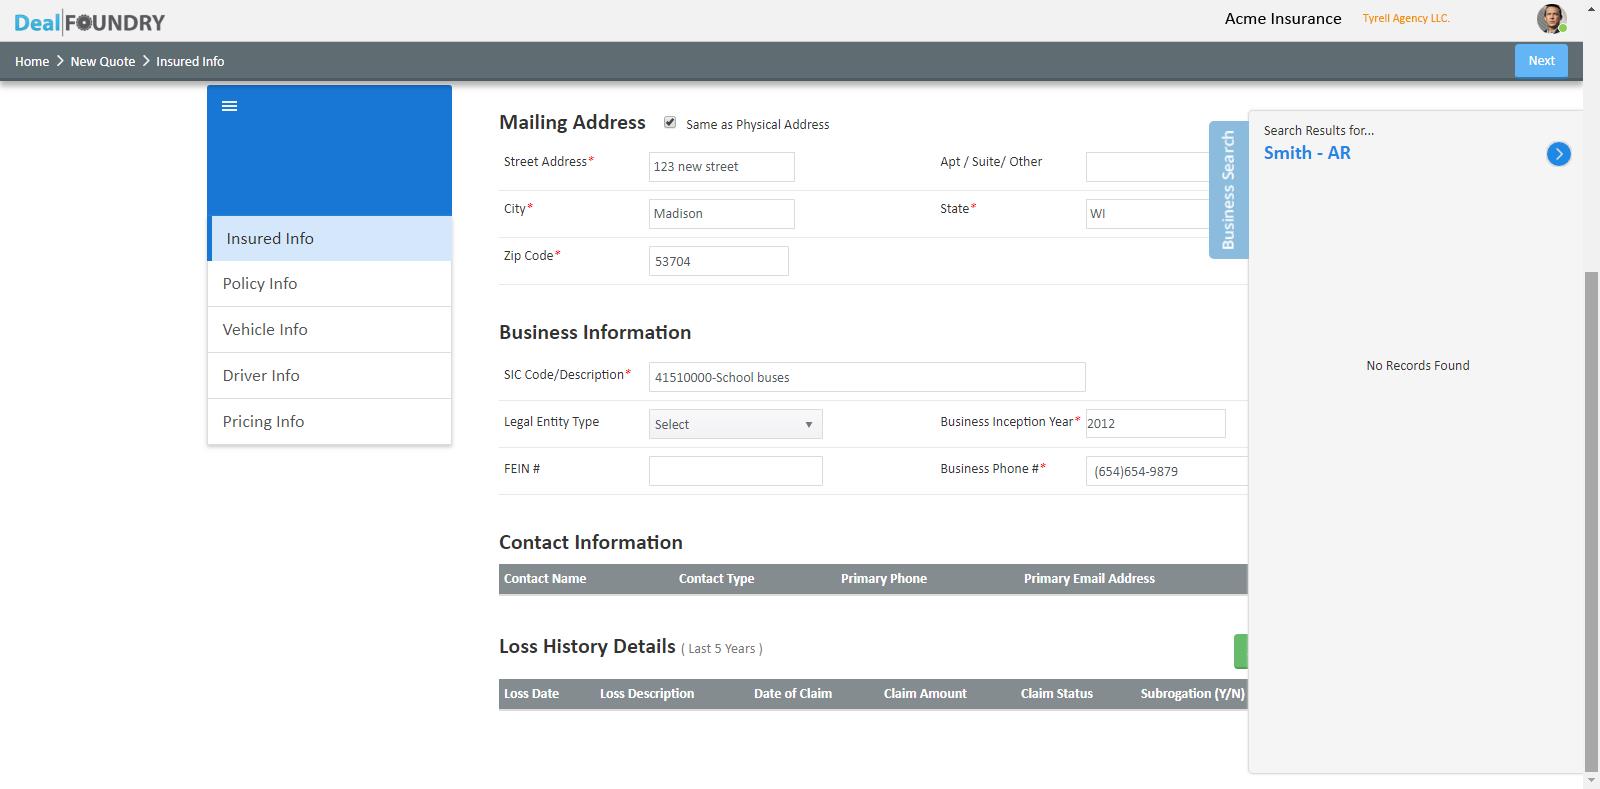 Deal FOUNDRY
Acme Insurance
Tyrell Agency LLC.
Home > New Quote > Insured Info
Next
Insured Info
Policy Info
Vehicle Info
Driver Info
Pricing Info
Mailing Address Same as Physical Address
Street Address* 123 new street Apt / Suite/ Other
City* Madison State* WI
Zip Code* 53704
Business Information
SIC Code/Description* 41510000-School buses
Legal Entity Type Select Business Inception Year* 2012
FEIN # Business Phone #* (654)654-9879
Contact Information
Contact Name Contact Type Primary Phone Primary Email Address
Loss History Details ( Last 5 Years )
Loss Date Loss Description Date of Claim Claim Amount Claim Status Subrogation (Y/N)
Business Search
Search Results for...
Smith - AR
No Records Found